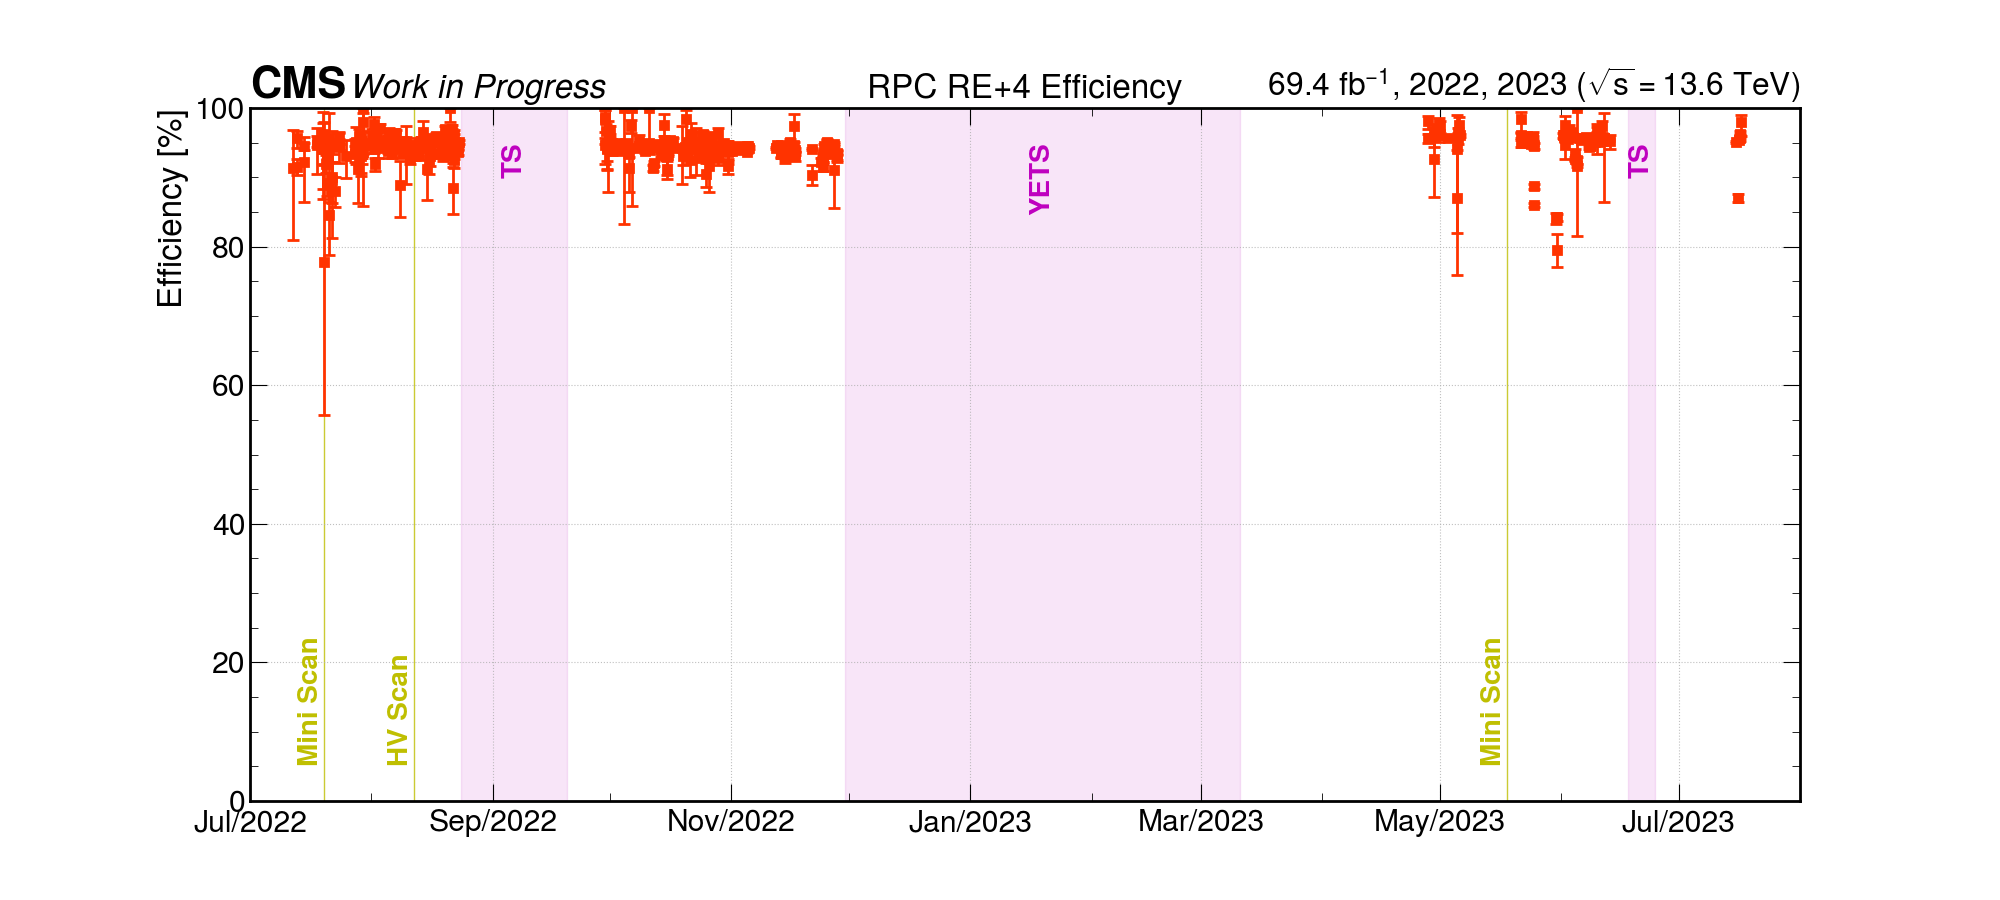 CMS Work in Progress RPC RE+4 Efficiency 69.4 fb⁻¹, 2022, 2023 (√s = 13.6 TeV)
Efficiency [%]
100
80
60
40
20
0
TS
YETS
TS
Mini Scan
HV Scan
Mini Scan
Jul/2022 Sep/2022 Nov/2022 Jan/2023 Mar/2023 May/2023 Jul/2023